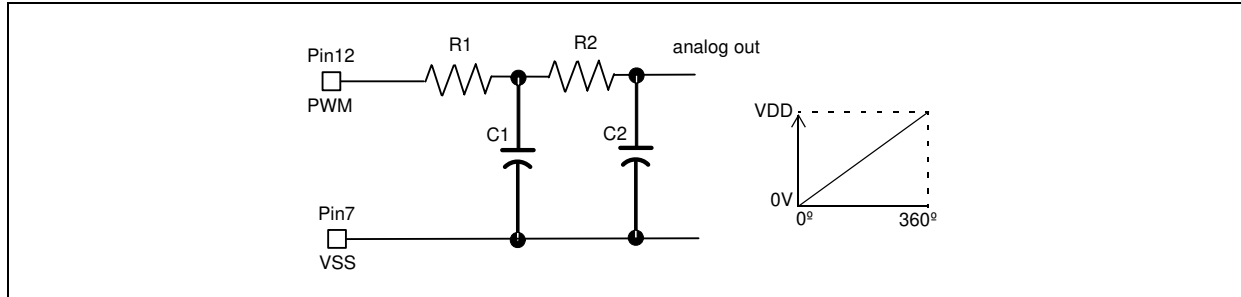 R1
R2
analog out
Pin12
PWM
C1
C2
VDD
0V
0º
360º
Pin7
VSS